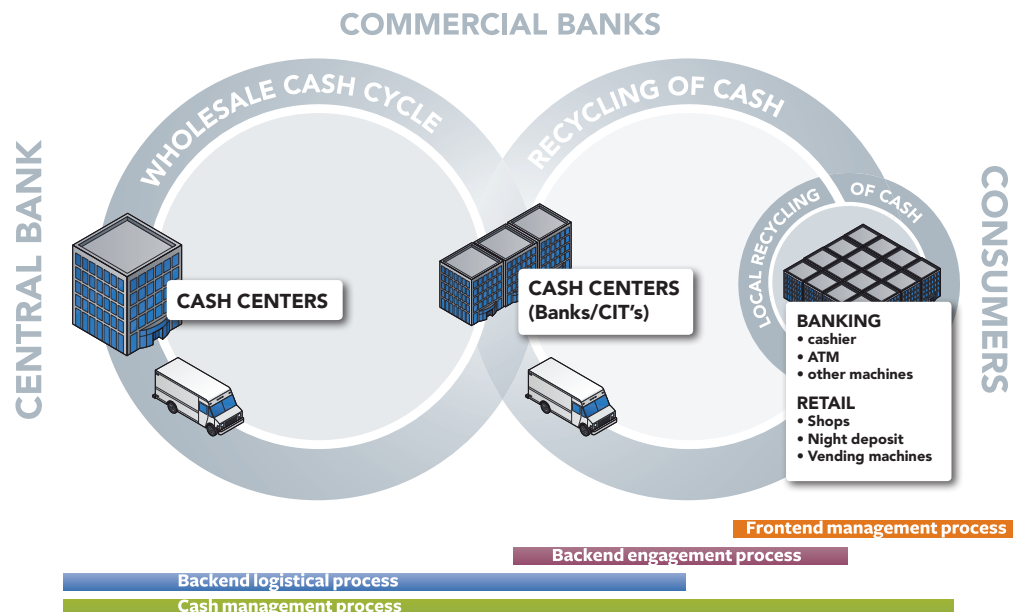 COMMERCIAL BANKS
CENTRAL BANK
WHOLESALE CASH CYCLE
RECYCLING OF CASH
CONSUMERS
LOCAL RECYCLING OF CASH
CASH CENTERS
CASH CENTERS
(Banks/CIT’s)
BANKING
• cashier
• ATM
• other machines
RETAIL
• Shops
• Night deposit
• Vending machines
Frontend management process
Backend engagement process
Backend logistical process
Cash management process